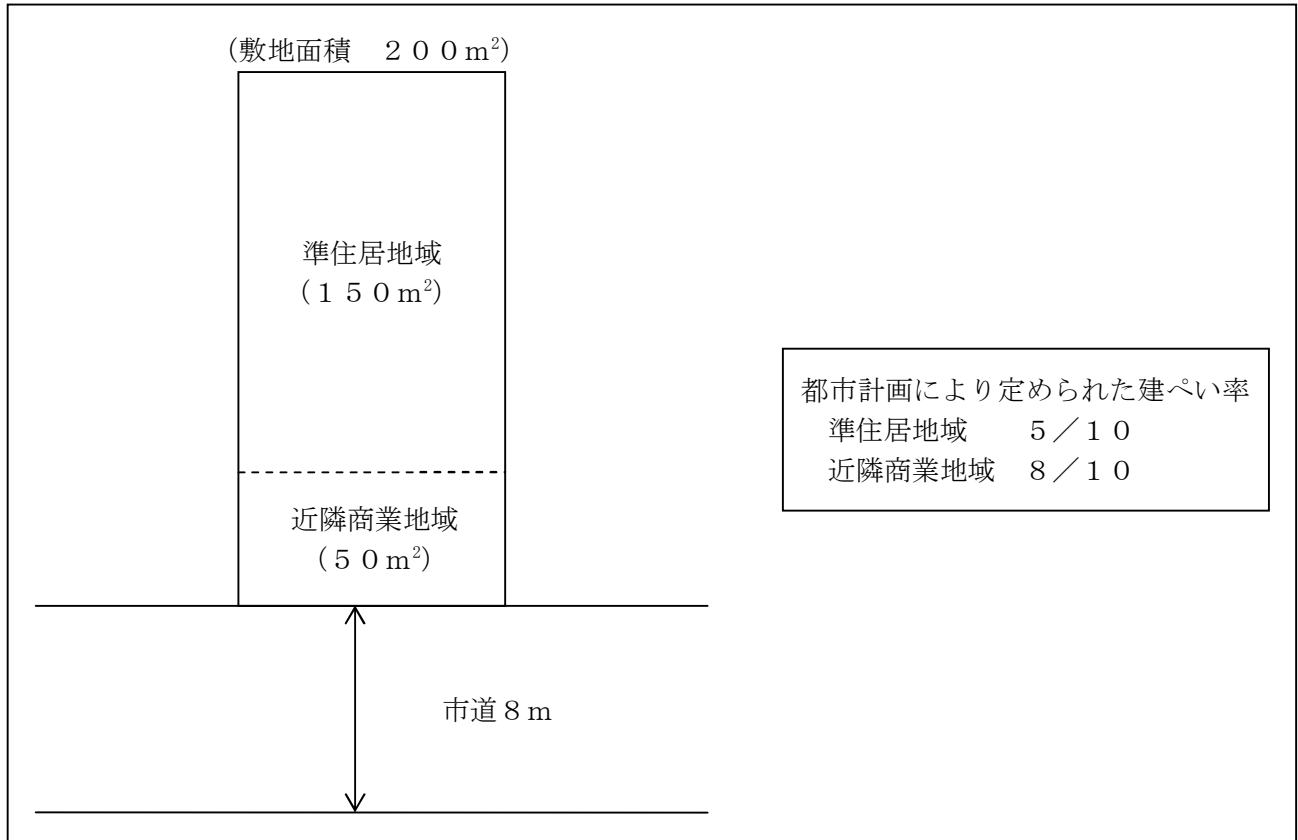 (敷地面積　２００m²)
準住居地域
(１５０m²)
都市計画により定められた建ぺい率
準住居地域　　５／１０
近隣商業地域　８／１０
近隣商業地域
(５０m²)
市道８m